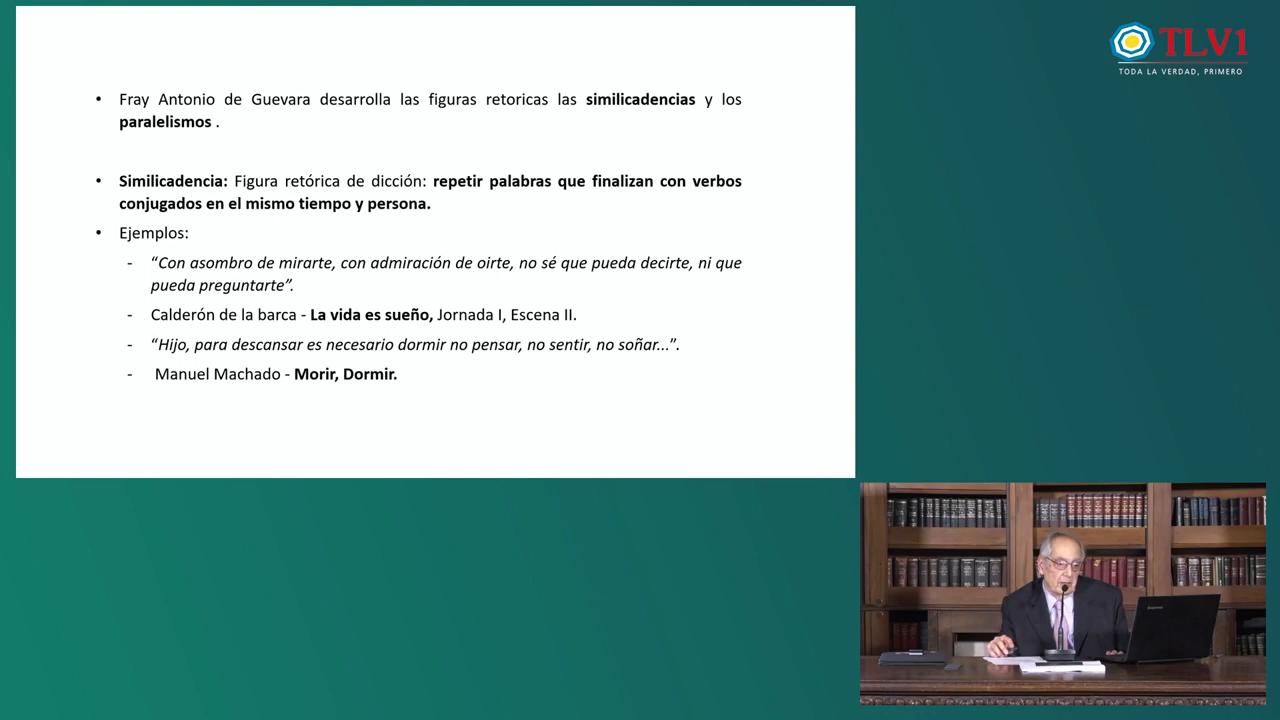 • Fray Antonio de Guevara desarrolla las figuras retoricas las similicadencias y los
paralelismos .
• Similicadencia: Figura retórica de dicción: repetir palabras que finalizan con verbos
conjugados en el mismo tiempo y persona.
• Ejemplos:
- “Con asombro de mirarte, con admiración de oirte, no sé que pueda decirte, ni que
pueda preguntarte”.
- Calderón de la barca - La vida es sueño, Jornada I, Escena II.
- “Hijo, para descansar es necesario dormir no pensar, no sentir, no soñar...”.
- Manuel Machado - Morir, Dormir.
TLV1
TODA LA VERDAD, PRIMERO